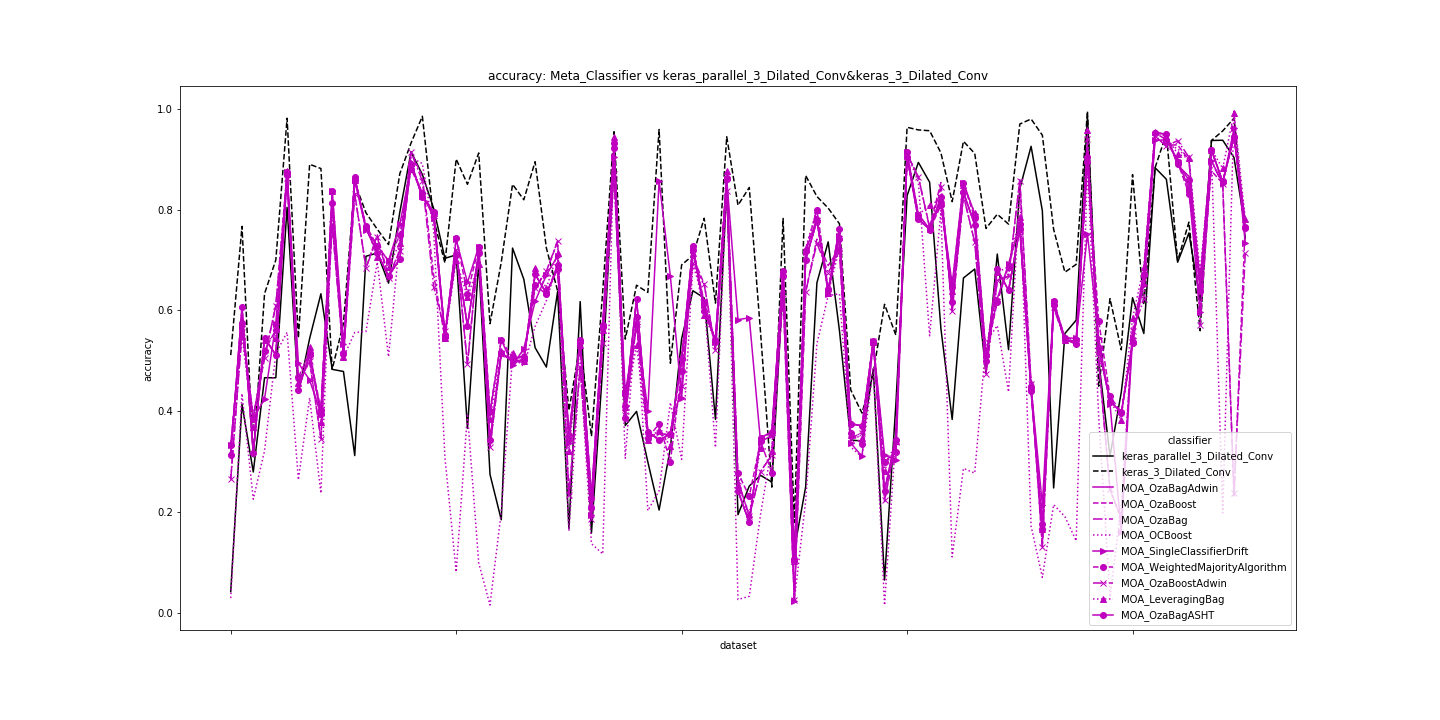 accuracy: Meta_Classifier vs keras_parallel_3_Dilated_Conv&keras_3_Dilated_Conv
1.0
0.8
0.6
0.4
0.2
0.0
accuracy
dataset
classifier
keras_parallel_3_Dilated_Conv
keras_3_Dilated_Conv
MOA_OzaBagAdwin
MOA_OzaBoost
MOA_OzaBag
MOA_OCBoost
MOA_SingleClassifierDrift
MOA_WeightedMajorityAlgorithm
MOA_OzaBoostAdwin
MOA_LeveragingBag
MOA_OzaBagASHT